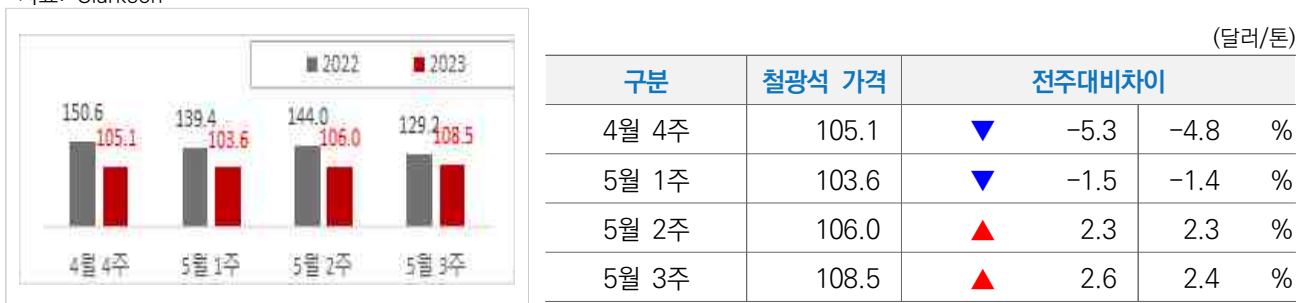 (달러/톤)
■ 2022 ■ 2023
150.6 105.1 139.4 103.6 144.0 106.0 129.2 108.5
4월 4주 5월 1주 5월 2주 5월 3주
구분 철광석 가격 전주대비차이
4월 4주 105.1 ▼ -5.3 -4.8 %
5월 1주 103.6 ▼ -1.5 -1.4 %
5월 2주 106.0 ▲ 2.3 2.3 %
5월 3주 108.5 ▲ 2.6 2.4 %